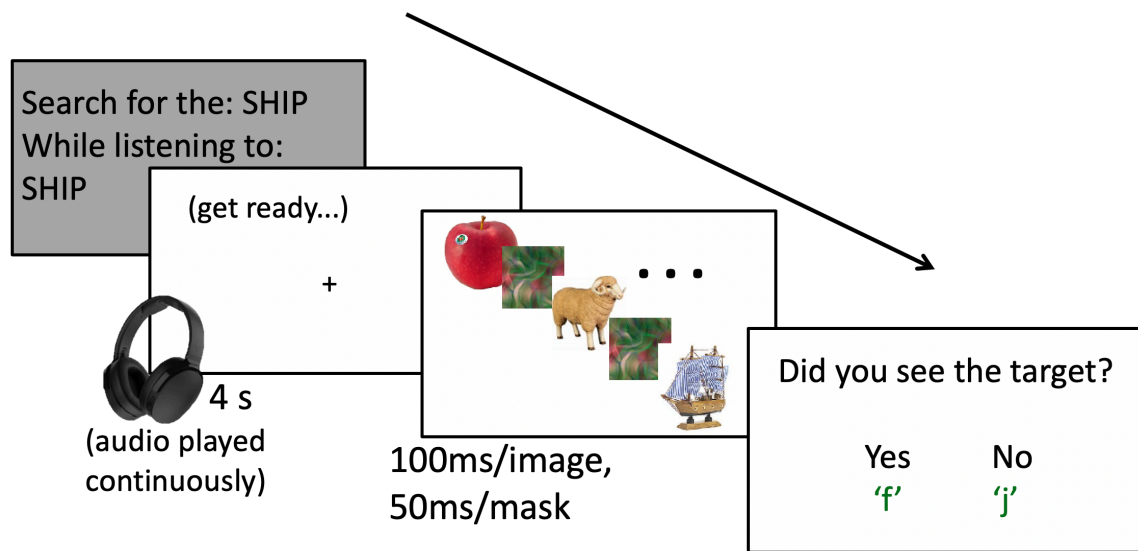 Search for the: SHIP
While listening to:
SHIP
(get ready...)
+
4 s
(audio played
continuously)
100ms/image,
50ms/mask
Did you see the target?
Yes No
‘f’ ‘j’